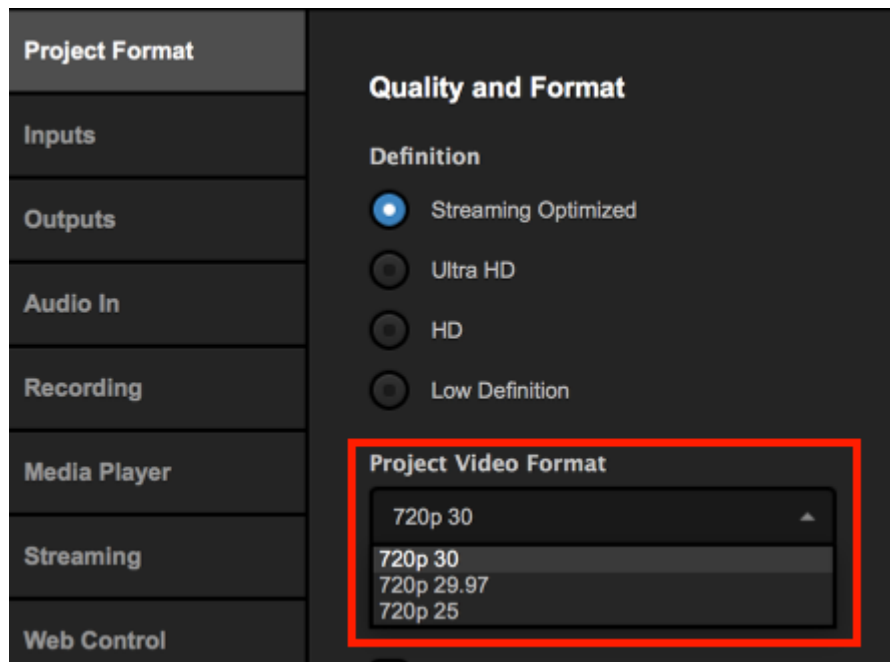 Project Format
Inputs
Outputs
Audio In
Recording
Media Player
Streaming
Web Control
Quality and Format
Definition
Streaming Optimized
Ultra HD
HD
Low Definition
Project Video Format
720p 30
720p 30
720p 29.97
720p 25